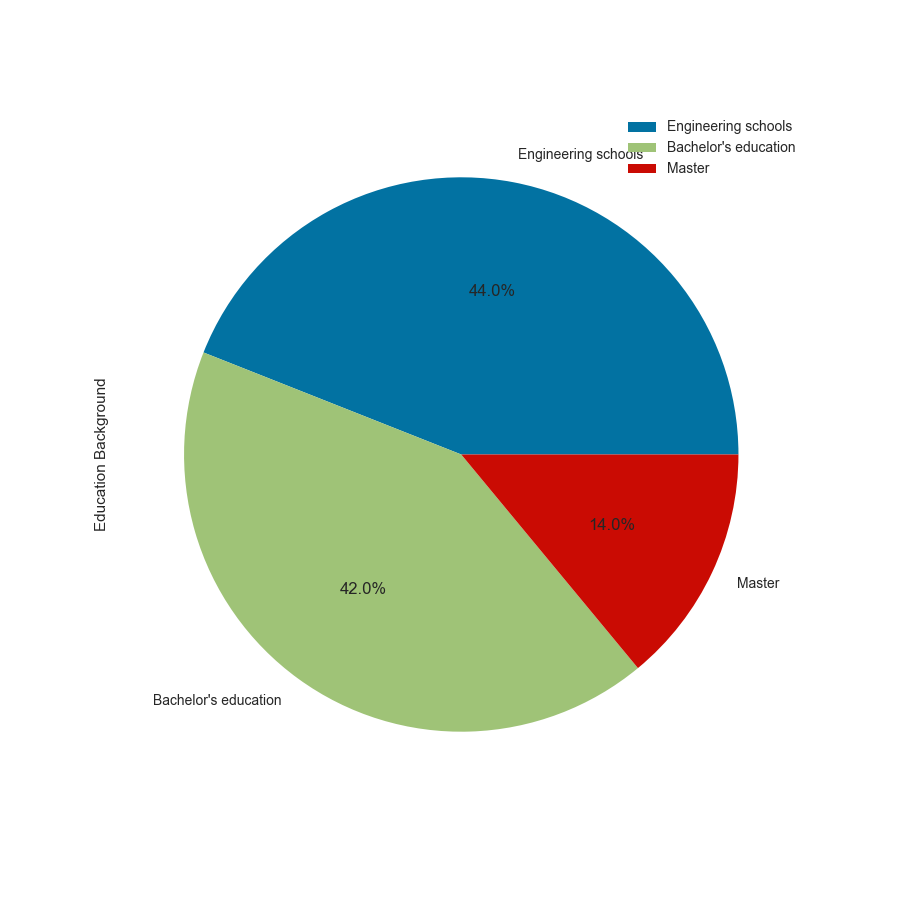 Engineering schools
Bachelor's education
Master
Engineering schools
44.0%
Education Background
14.0%
Master
42.0%
Bachelor's education